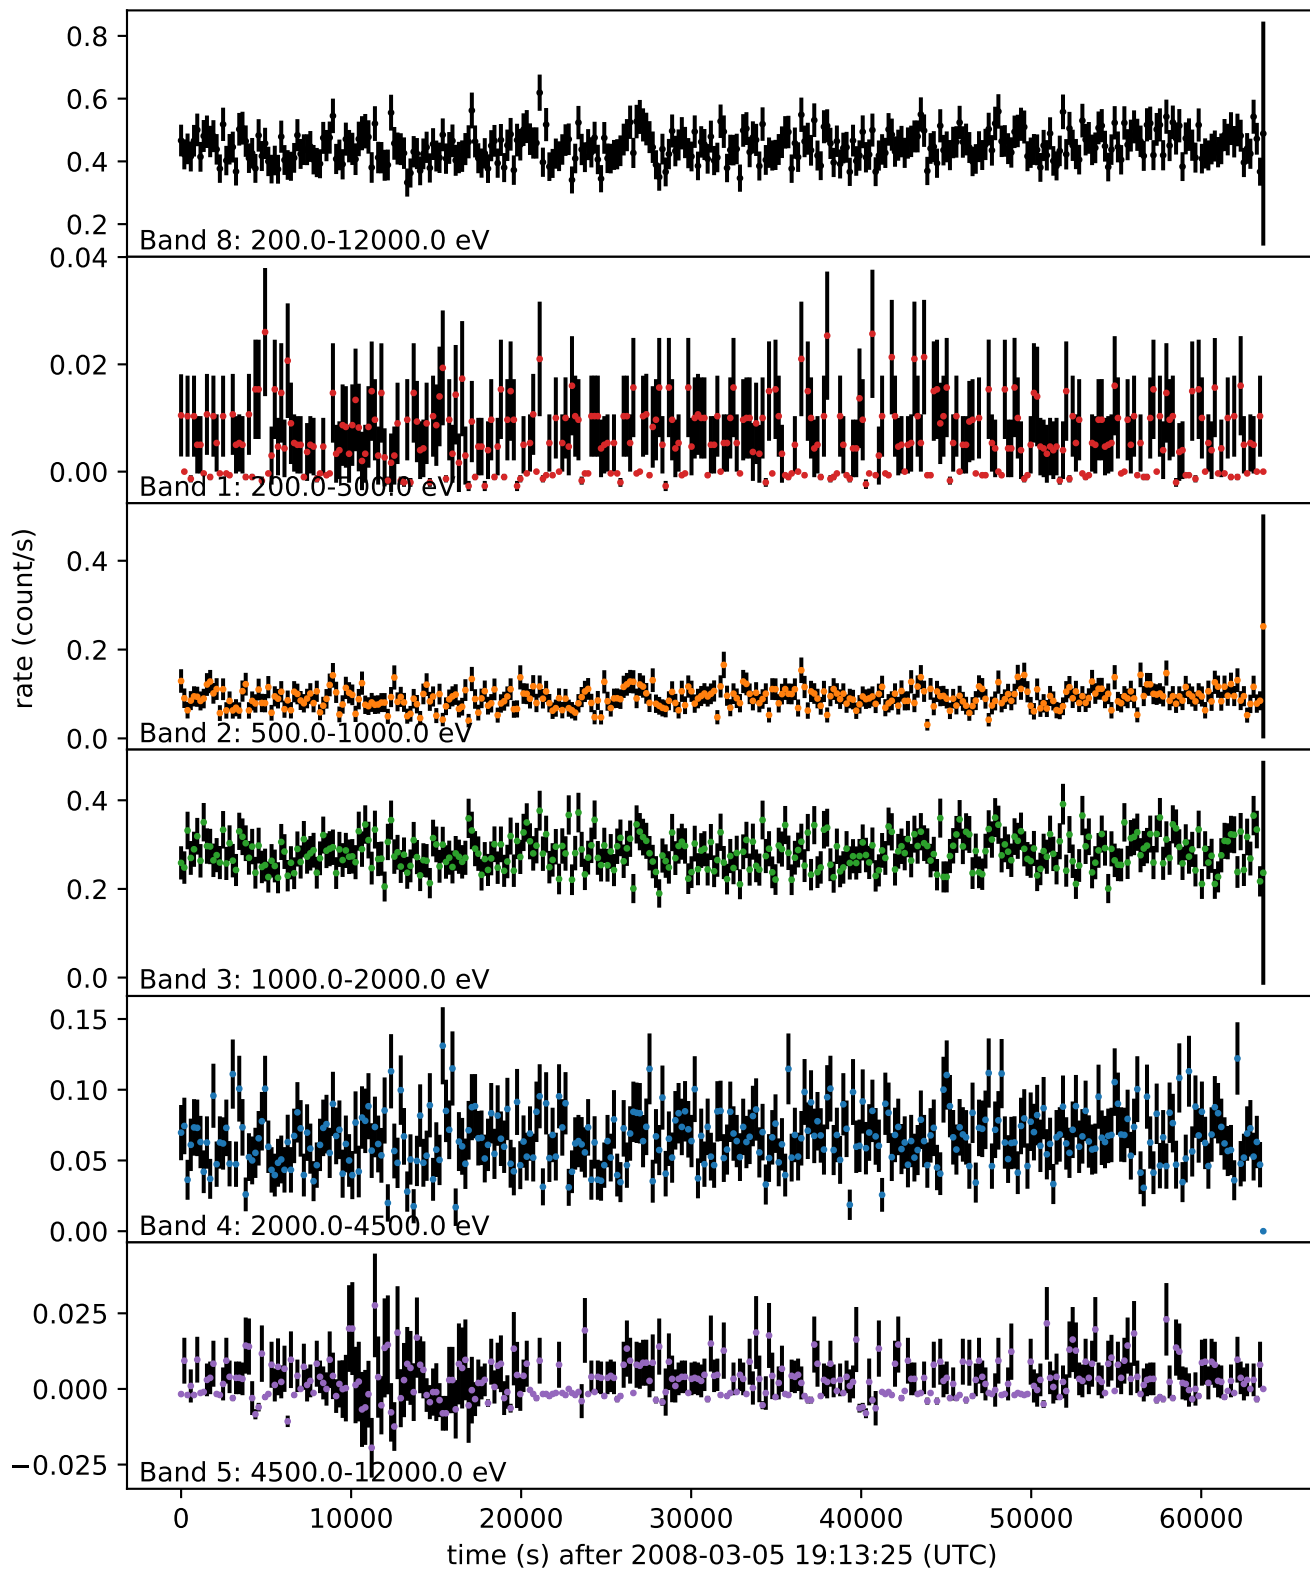 0.8
0.6
0.4
0.2
Band 8: 200.0-12000.0 eV
0.04
0.02
0.00
Band 1: 200.0-500.0 eV
rate (count/s)
0.4
0.2
0.0
Band 2: 500.0-1000.0 eV
0.4
0.2
0.0
Band 3: 1000.0-2000.0 eV
0.15
0.10
0.05
0.00
Band 4: 2000.0-4500.0 eV
0.025
0.000
−0.025
Band 5: 4500.0-12000.0 eV
0 10000 20000 30000 40000 50000 60000
time (s) after 2008-03-05 19:13:25 (UTC)